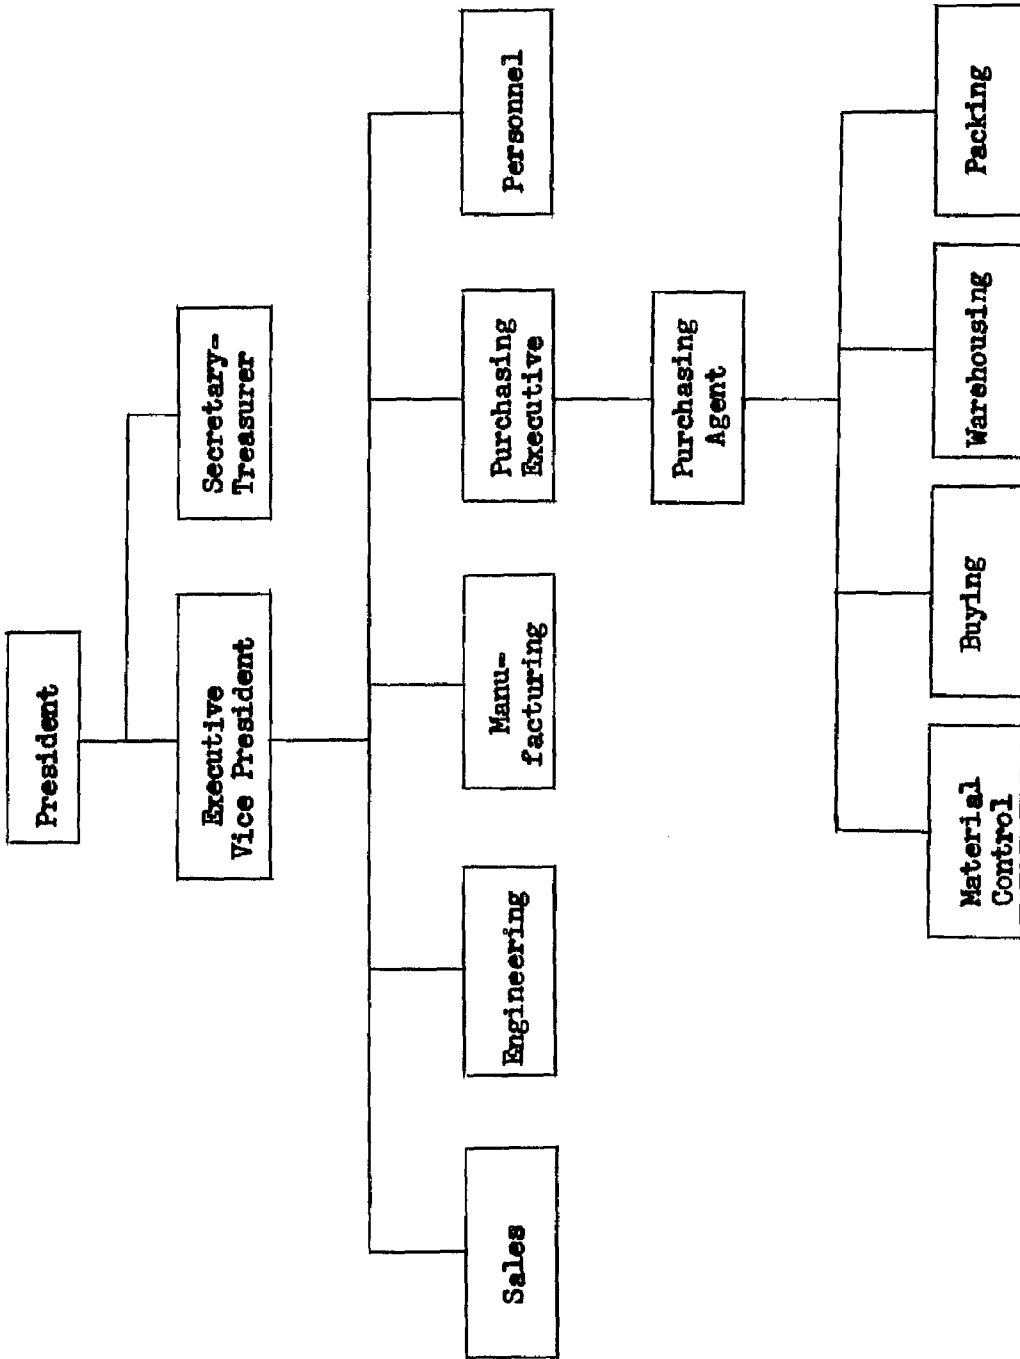 President
Executive
Vice President
Secretary-
Treasurer
Sales
Engineering
Manu-
facturing
Purchasing
Executive
Personnel
Purchasing
Agent
Material
Control
Buying
Warehousing
Packing